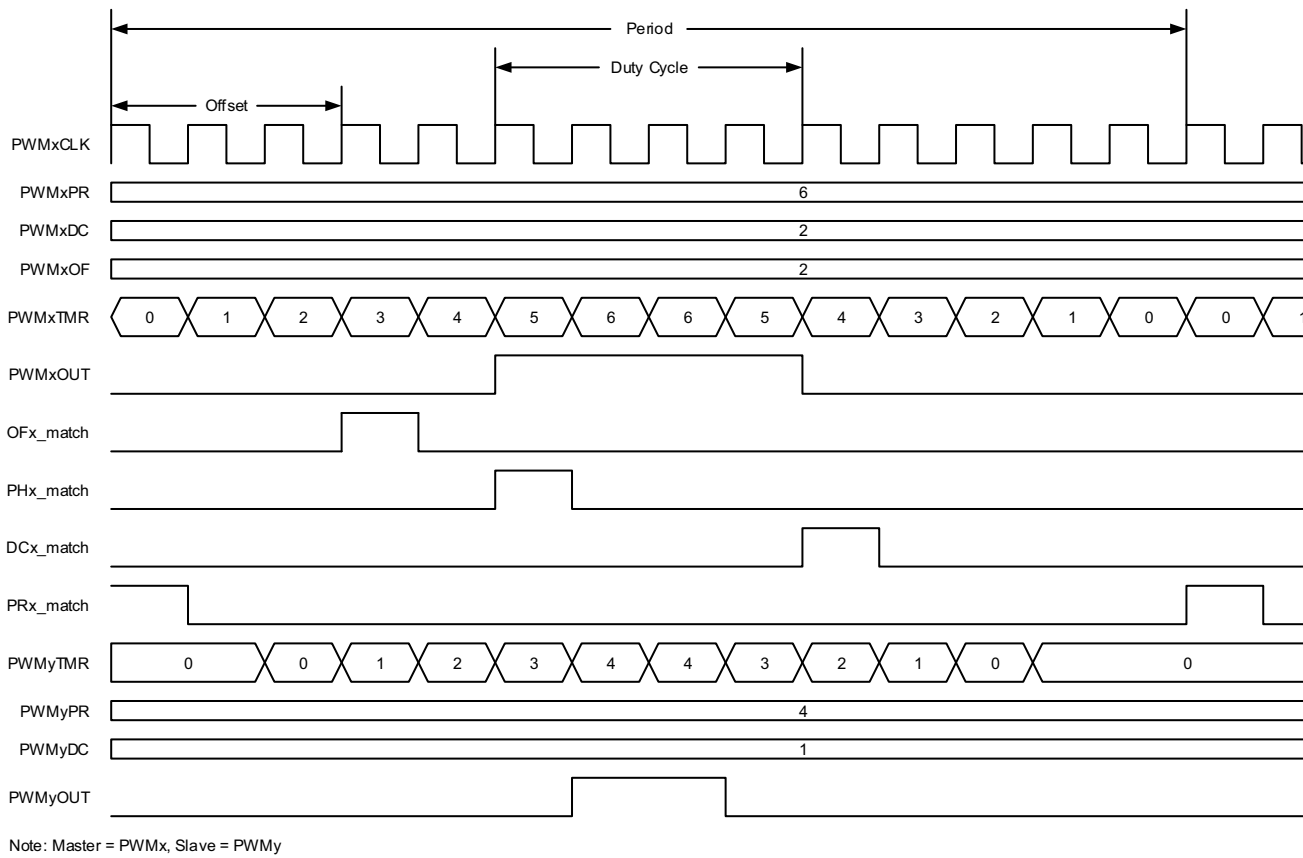 Period
Duty Cycle
Offset
PWMxCLK
PWMxPR 6
PWMxDC 2
PWMxOF 2
PWMxTMR 0 1 2 3 4 5 6 6 5 4 3 2 1 0 0 1
PWMxOUT
OFx_match
PHx_match
DCx_match
PRx_match
PWMyTMR 0 0 1 2 3 4 4 3 2 1 0 0
PWMyPR 4
PWMyDC 1
PWMyOUT
Note: Master = PWMx, Slave = PWMy